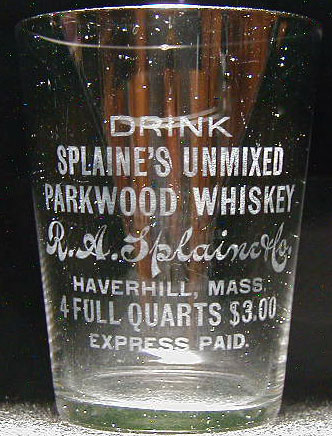 DRINK
SPLAINE'S UNMIXED
PARKWOOD WHISKEY
R.A. Splaine & Co.
HAVERHILL, MASS.
4 FULL QUARTS $3.00
EXPRESS PAID.